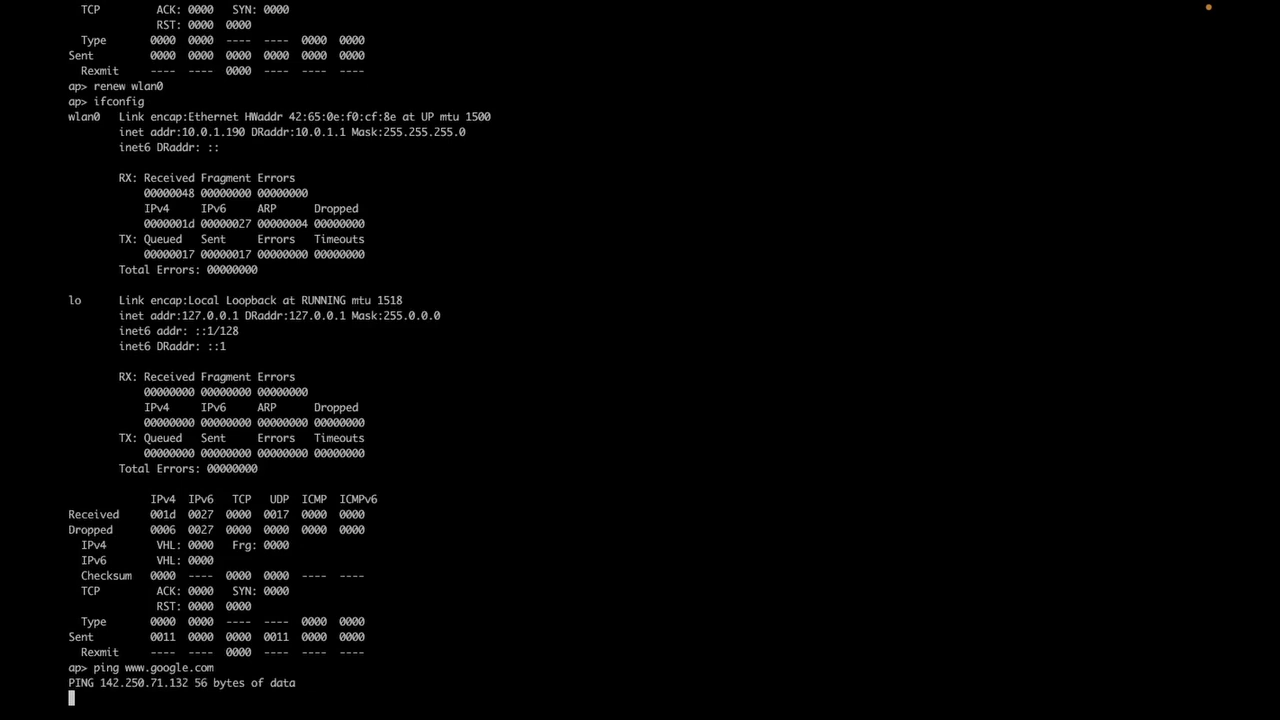 TCP ACK: 0000 SYN: 0000
RST: 0000 0000
Type 0000 0000 ---- ---- 0000 0000
Sent 0000 0000 0000 0000 0000 0000
Rexmit ---- ---- 0000 ---- ---- ----
ap> renew wlan0
ap> ifconfig
wlan0 Link encap:Ethernet HWaddr 42:65:0e:f0:cf:8e at UP mtu 1500
inet addr:10.0.1.190 DRaddr:10.0.1.1 Mask:255.255.255.0
inet6 DRaddr: ::
RX: Received Fragment Errors
00000048 00000000 00000000
IPv4 IPv6 ARP Dropped
0000001d 00000027 00000004 00000000
TX: Queued Sent Errors Timeouts
00000017 00000017 00000000 00000000
Total Errors: 00000000
lo Link encap:Local Loopback at RUNNING mtu 1518
inet addr:127.0.0.1 DRaddr:127.0.0.1 Mask:255.0.0.0
inet6 addr: ::1/128
inet6 DRaddr: ::1
RX: Received Fragment Errors
00000000 00000000 00000000
IPv4 IPv6 ARP Dropped
00000000 00000000 00000000 00000000
TX: Queued Sent Errors Timeouts
00000000 00000000 00000000 00000000
Total Errors: 00000000
IPv4 IPv6 TCP UDP ICMP ICMPv6
Received 001d 0027 0000 0017 0000 0000
Dropped 0006 0027 0000 0000 0000 0000
IPv4 VHL: 0000 Frg: 0000
IPv6 VHL: 0000
Checksum 0000 ---- 0000 0000 ---- ----
TCP ACK: 0000 SYN: 0000
RST: 0000 0000
Type 0000 0000 ---- ---- 0000 0000
Sent 0011 0000 0000 0011 0000 0000
Rexmit ---- ---- 0000 ---- ---- ----
ap> ping www.google.com
PING 142.250.71.132 56 bytes of data